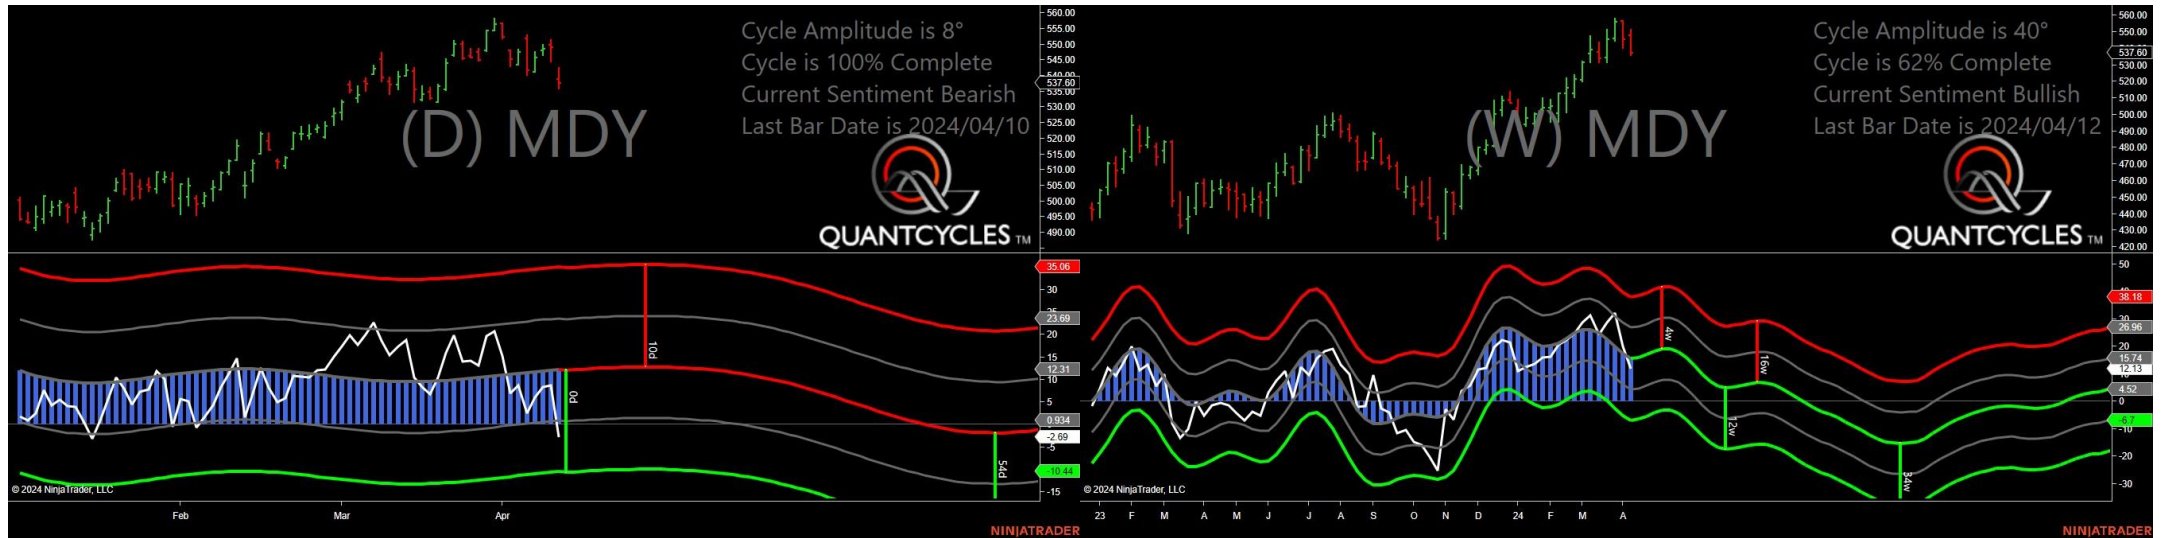 (D) MDY
Cycle Amplitude is 8°
Cycle is 100% Complete
Current Sentiment Bearish
Last Bar Date is 2024/04/10
QUANTCYCLES TM
560.00
555.00
550.00
545.00
540.00
537.60
535.00
530.00
525.00
520.00
515.00
510.00
505.00
500.00
495.00
490.00
35.06
30
23.69
20
15
12.31
10
5
0.934
-2.69
-5
-10.44
-15
10d
0d
54d
© 2024 NinjaTrader, LLC
Feb Mar Apr
NINJATRADER
(W) MDY
Cycle Amplitude is 40°
Cycle is 62% Complete
Current Sentiment Bullish
Last Bar Date is 2024/04/12
QUANTCYCLES TM
560.00
550.00
537.60
530.00
520.00
510.00
500.00
490.00
480.00
470.00
460.00
450.00
440.00
430.00
420.00
50
38.18
26.96
20
15.74
12.13
4.52
0
-6.7
-10
-20
-30
4w
16w
12w
34w
© 2024 NinjaTrader, LLC
23 F M A M J J A S O N D 24 F M A
NINJATRADER